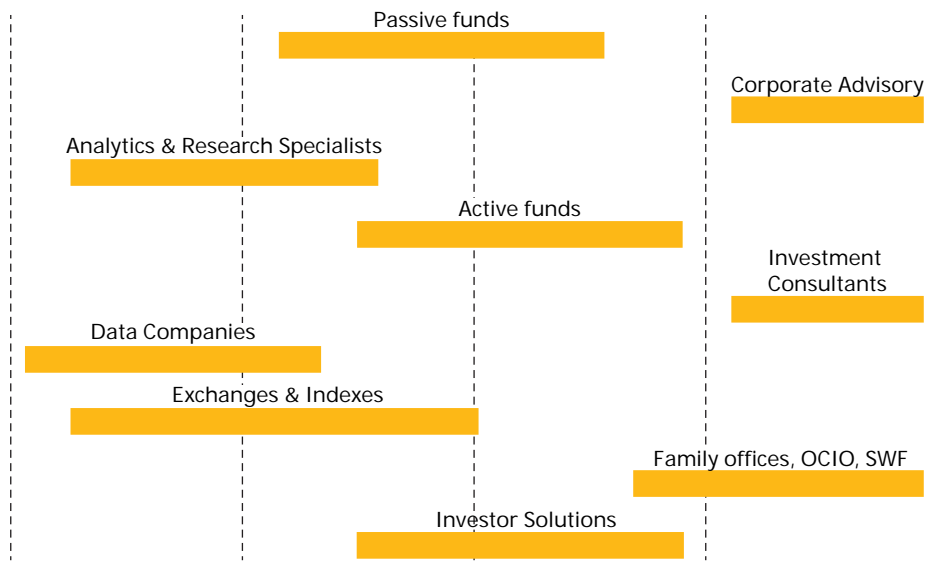 Passive funds
Corporate Advisory
Analytics & Research Specialists
Active funds
Investment
Consultants
Data Companies
Exchanges & Indexes
Family offices, OCIO, SWF
Investor Solutions